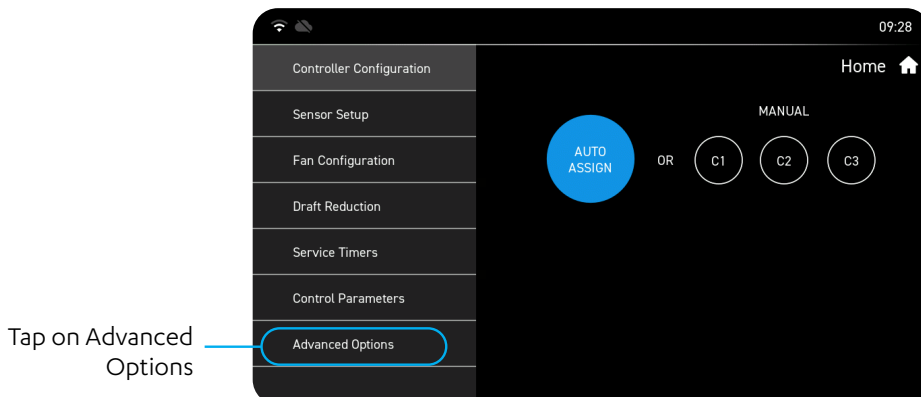 09:28
Controller Configuration
Home
Sensor Setup
MANUAL
AUTO
ASSIGN
OR
C1
C2
C3
Fan Configuration
Draft Reduction
Service Timers
Control Parameters
Advanced Options
Tap on Advanced
Options